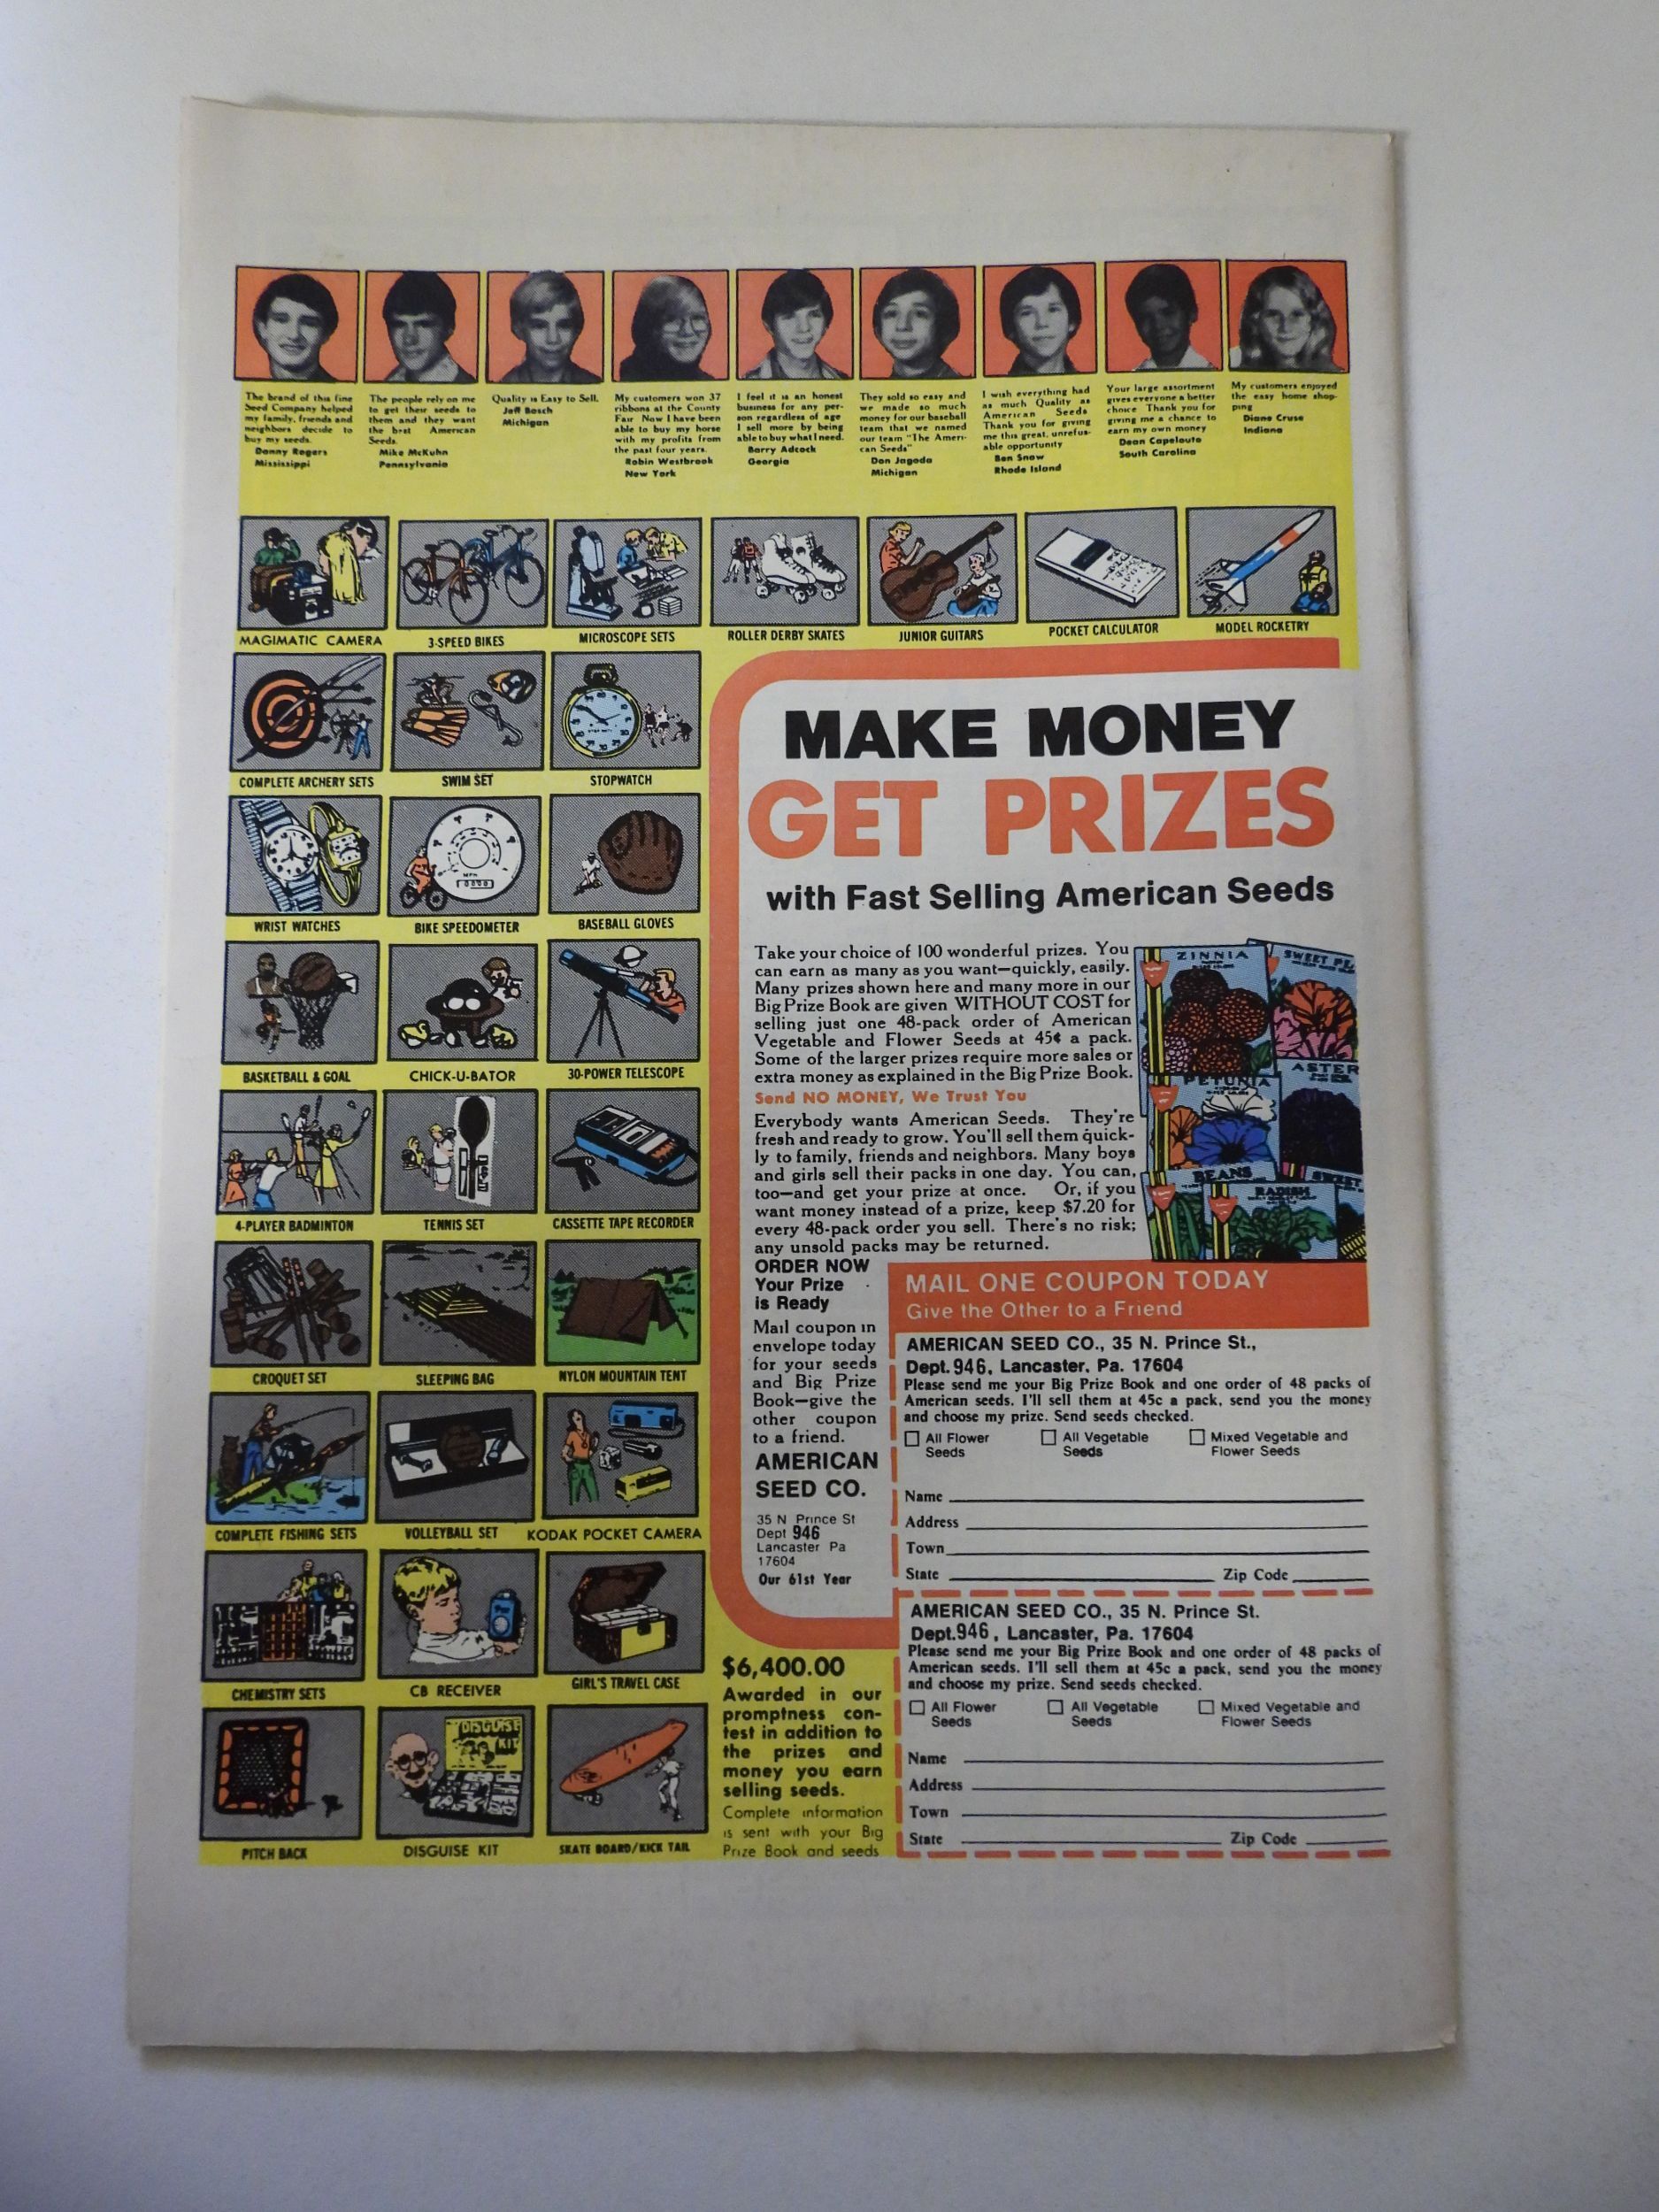 The brand of this fine
Seed Company helped
my family, friends and
neighbors decide to
buy my seeds.
Danny Rogers
Mississippi
The people rely on me
to get their seeds to
them and they want
the best American
Seeds.
Mike McKuhn
Pennsylvania
Quality is Easy to Sell.
Jeff Bosch
Michigan
My customers won 37
ribbons at the County
Fair. Now I have been
able to buy my horse
with my profits from
the past four years.
Robin Westbrook
New York
I feel it is an honest
business for any per-
son regardless of age
I sell more by being
able to buy what I need.
Barry Adcock
Georgia
They sold so easy and
we made so much
money for our baseball
team that we named
our team "The Ameri-
can Seeds"
Don Jagoda
Michigan
I wish everything had
as much Quality as
American Seeds
Thank you for giving
me this great, unrefus-
able opportunity
Ben Snow
Rhode Island
Your large assortment
gives everyone a better
choice Thank you for
giving me a chance to
earn my own money
Dean Capelouto
South Carolina
My customers enjoyed
the easy home shop-
ping
Diane Cruse
Indiana
MAGIMATIC CAMERA
3-SPEED BIKES
MICROSCOPE SETS
ROLLER DERBY SKATES
JUNIOR GUITARS
POCKET CALCULATOR
MODEL ROCKETRY
COMPLETE ARCHERY SETS
SWIM SET
STOPWATCH
WRIST WATCHES
MPH
BIKE SPEEDOMETER
BASEBALL GLOVES
BASKETBALL & GOAL
CHICK-U-BATOR
30-POWER TELESCOPE
4-PLAYER BADMINTON
TENNIS SET
CASSETTE TAPE RECORDER
CROQUET SET
SLEEPING BAG
NYLON MOUNTAIN TENT
COMPLETE FISHING SETS
VOLLEYBALL SET
KODAK POCKET CAMERA
CHEMISTRY SETS
CB RECEIVER
GIRL'S TRAVEL CASE
PITCH BACK
DISGUISE
KIT
DISGUISE KIT
SKATE BOARD/KICK TAIL
MAKE MONEY
GET PRIZES
with Fast Selling American Seeds
Take your choice of 100 wonderful prizes. You
can earn as many as you want—quickly, easily.
Many prizes shown here and many more in our
Big Prize Book are given WITHOUT COST for
selling just one 48-pack order of American
Vegetable and Flower Seeds at 45¢ a pack.
Some of the larger prizes require more sales or
extra money as explained in the Big Prize Book.
Send NO MONEY, We Trust You
Everybody wants American Seeds. They're
fresh and ready to grow. You'll sell them quick-
ly to family, friends and neighbors. Many boys
and girls sell their packs in one day. You can,
too—and get your prize at once. Or, if you
want money instead of a prize, keep $7.20 for
every 48-pack order you sell. There's no risk;
any unsold packs may be returned.
ZINNIA
SWEET PE
ASTER
PETUNIA
BEANS
RADISH
SWEET
ORDER NOW
Your Prize
is Ready
Mail coupon in
envelope today
for your seeds
and Big Prize
Book—give the
other coupon
to a friend.
AMERICAN
SEED CO.
35 N Prince St
Dept 946
Lancaster Pa
17604
Our 61st Year
MAIL ONE COUPON TODAY
Give the Other to a Friend
AMERICAN SEED CO., 35 N. Prince St.,
Dept. 946, Lancaster, Pa. 17604
Please send me your Big Prize Book and one order of 48 packs of
American seeds. I'll sell them at 45c a pack, send you the money
and choose my prize. Send seeds checked.
All Flower Seeds
All Vegetable Seeds
Mixed Vegetable and Flower Seeds
Name
Address
Town
State Zip Code
AMERICAN SEED CO., 35 N. Prince St.
Dept. 946, Lancaster, Pa. 17604
Please send me your Big Prize Book and one order of 48 packs of
American seeds. I'll sell them at 45c a pack, send you the money
and choose my prize. Send seeds checked.
All Flower Seeds
All Vegetable Seeds
Mixed Vegetable and Flower Seeds
Name
Address
Town
State Zip Code
$6,400.00
Awarded in our
promptness con-
test in addition to
the prizes and
money you earn
selling seeds.
Complete information
is sent with your Big
Prize Book and seeds